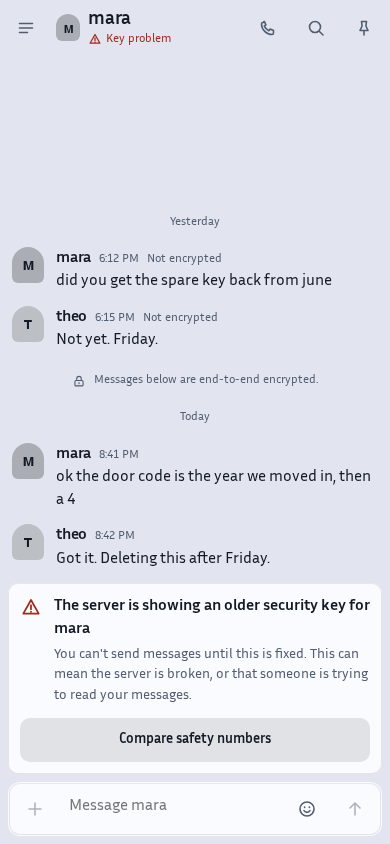 M
mara
Key problem
Yesterday
M
mara 6:12 PM Not encrypted
did you get the spare key back from june
T
theo 6:15 PM Not encrypted
Not yet. Friday.
Messages below are end-to-end encrypted.
Today
M
mara 8:41 PM
ok the door code is the year we moved in, then
a 4
T
theo 8:42 PM
Got it. Deleting this after Friday.
The server is showing an older security key for
mara
You can't send messages until this is fixed. This can
mean the server is broken, or that someone is trying
to read your messages.
Compare safety numbers
Message mara